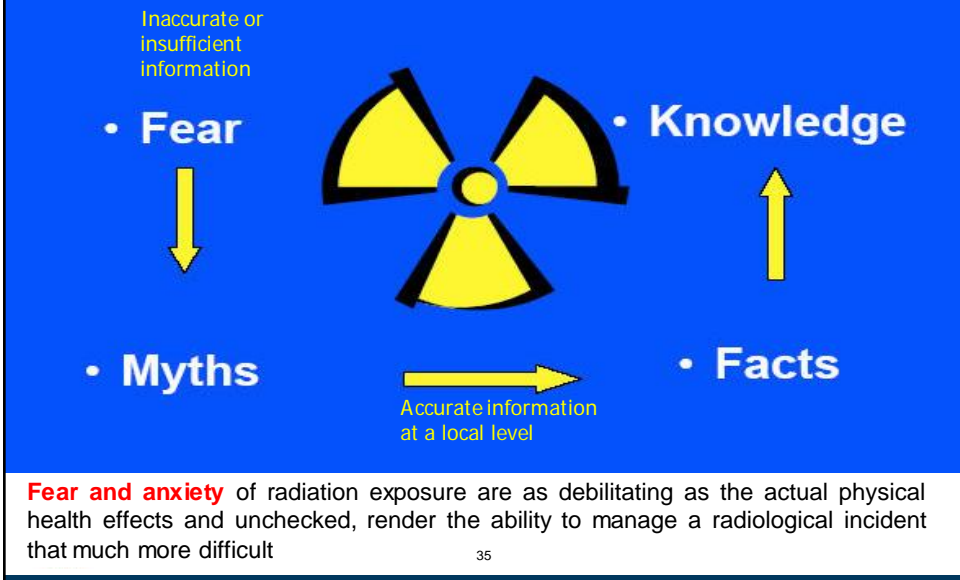 Inaccurate or
insufficient
information
• Fear
• Knowledge
• Myths
• Facts
Accurate information
at a local level
Fear and anxiety of radiation exposure are as debilitating as the actual physical
health effects and unchecked, render the ability to manage a radiological incident
that much more difficult
35